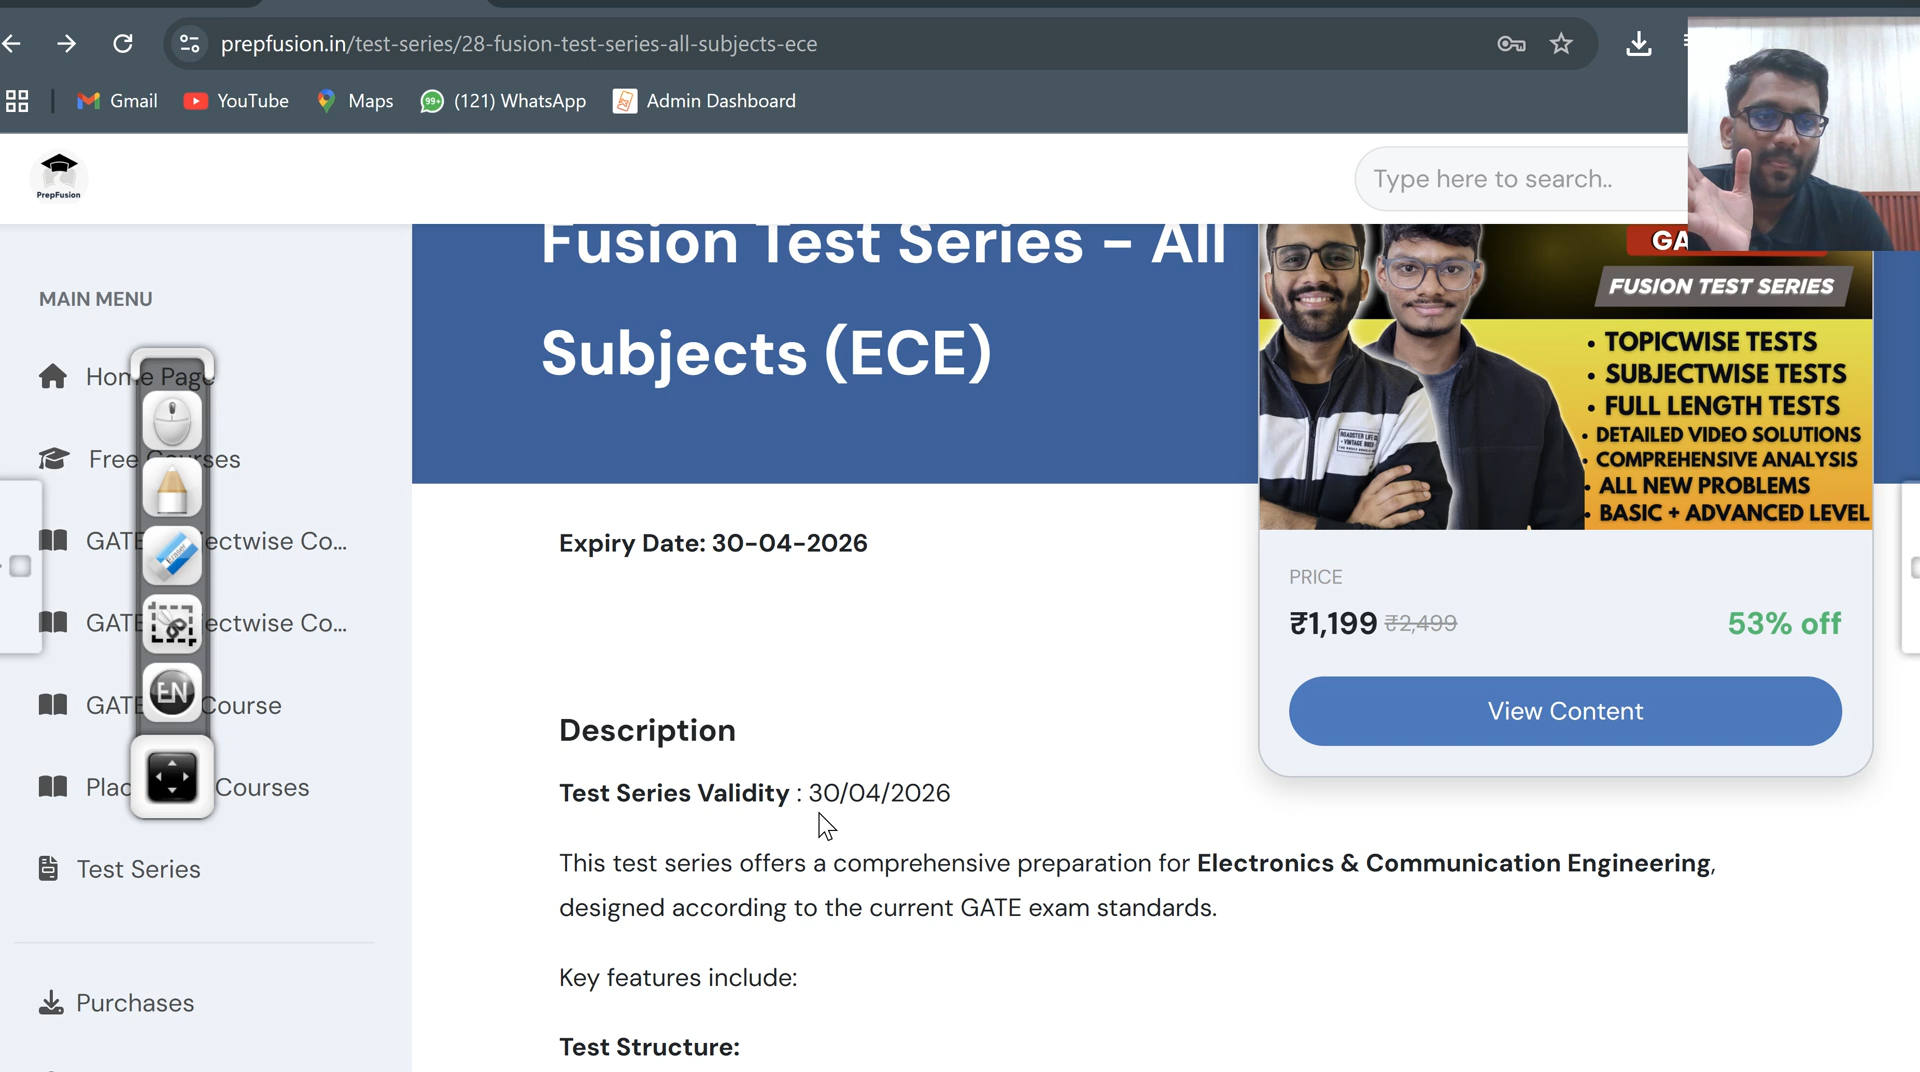 prepfusion.in/test-series/28-fusion-test-series-all-subjects-ece
Gmail
YouTube
Maps
99+
(121) WhatsApp
Admin Dashboard
PrepFusion
Type here to search..
MAIN MENU
Home Page
Free Courses
GATE ectwise Co...
GATE ectwise Co...
GATE Course
Plac Courses
Test Series
Purchases
EN
Eraser
Fusion Test Series – All
Subjects (ECE)
Expiry Date: 30-04-2026
Description
Test Series Validity : 30/04/2026
This test series offers a comprehensive preparation for Electronics & Communication Engineering,
designed according to the current GATE exam standards.
Key features include:
Test Structure:
GA
FUSION TEST SERIES
• TOPICWISE TESTS
• SUBJECTWISE TESTS
• FULL LENGTH TESTS
• DETAILED VIDEO SOLUTIONS
• COMPREHENSIVE ANALYSIS
• ALL NEW PROBLEMS
• BASIC + ADVANCED LEVEL
PRICE
₹1,199 ₹2,499
53% off
View Content